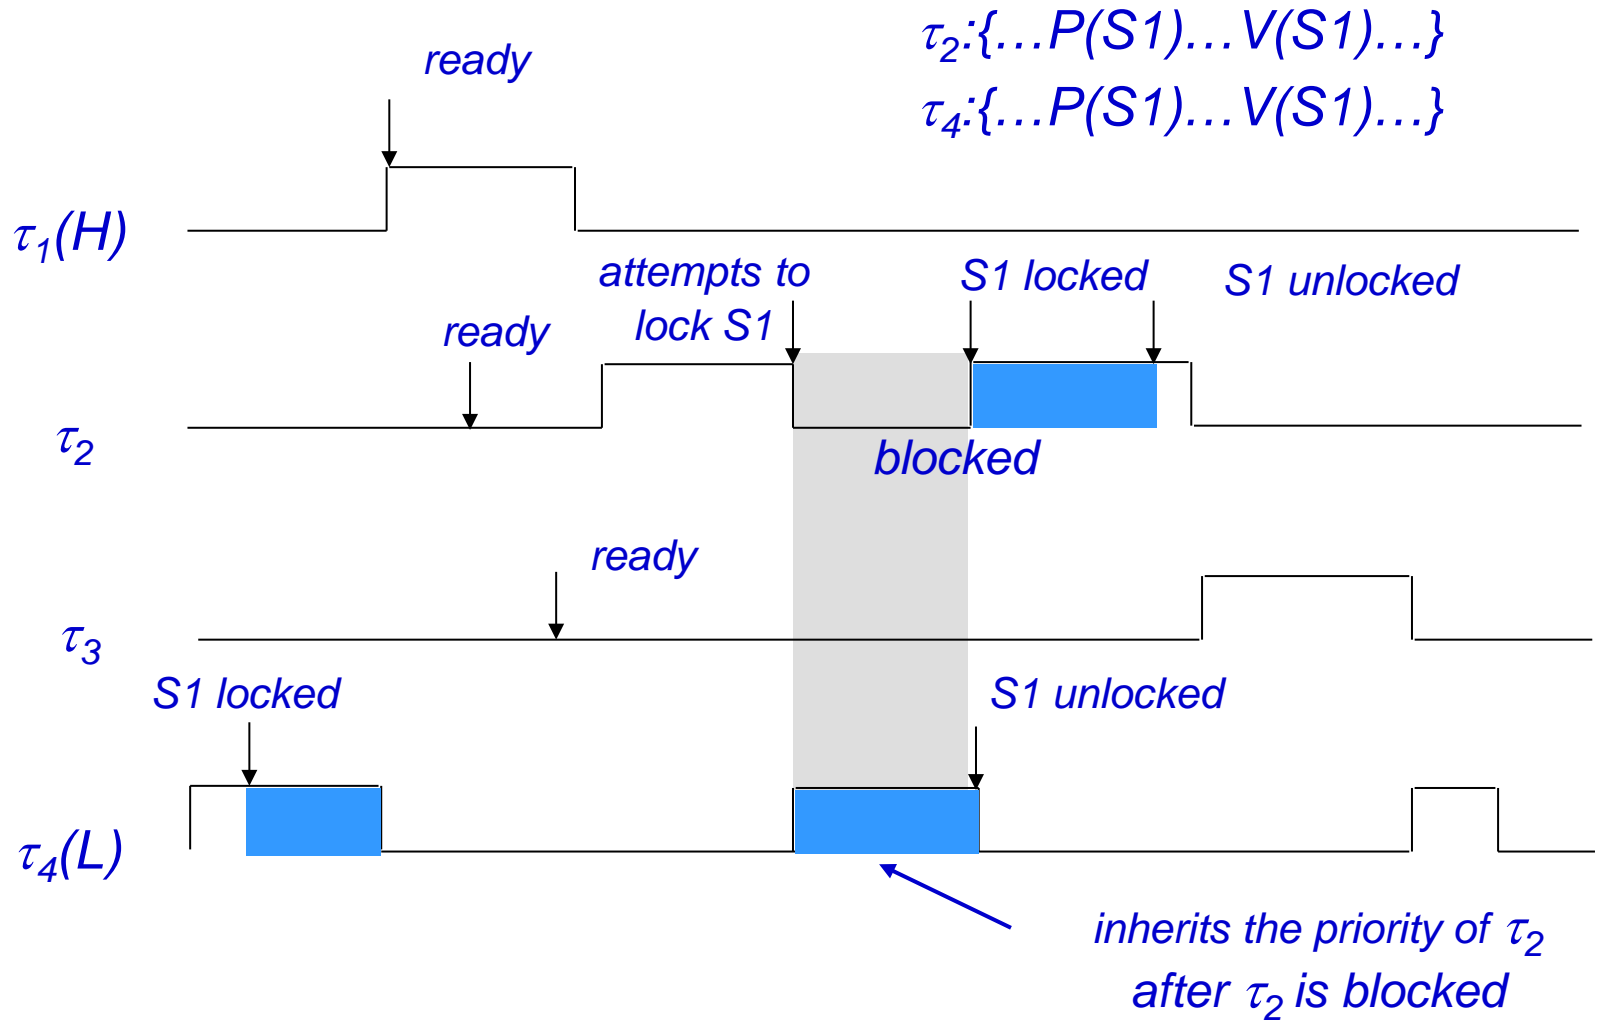 τ2:{…P(S1)…V(S1)…}
ready
τ4:{…P(S1)…V(S1)…}
τ1(H)
attempts to
lock S1
S1 locked
S1 unlocked
ready
τ2
blocked
ready
τ3
S1 locked
S1 unlocked
τ4(L)
inherits the priority of τ2
after τ2 is blocked